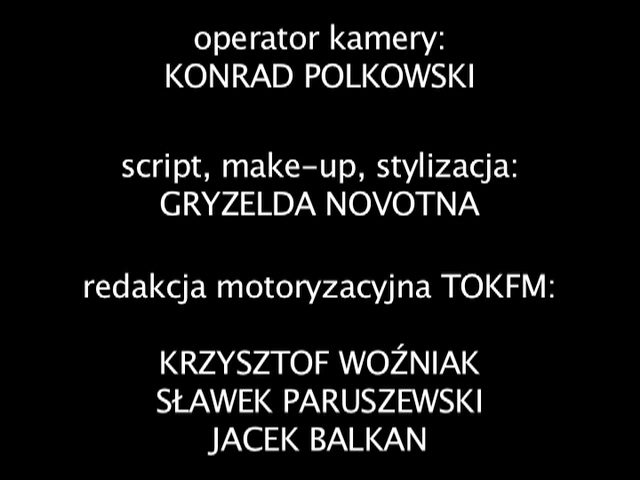 operator kamery:
KONRAD POLKOWSKI
script, make-up, stylizacja:
GRYZELDA NOVOTNA
redakcja motoryzacyjna TOKFM:
KRZYSZTOF WOŹNIAK
SŁAWEK PARUSZEWSKI
JACEK BALKAN